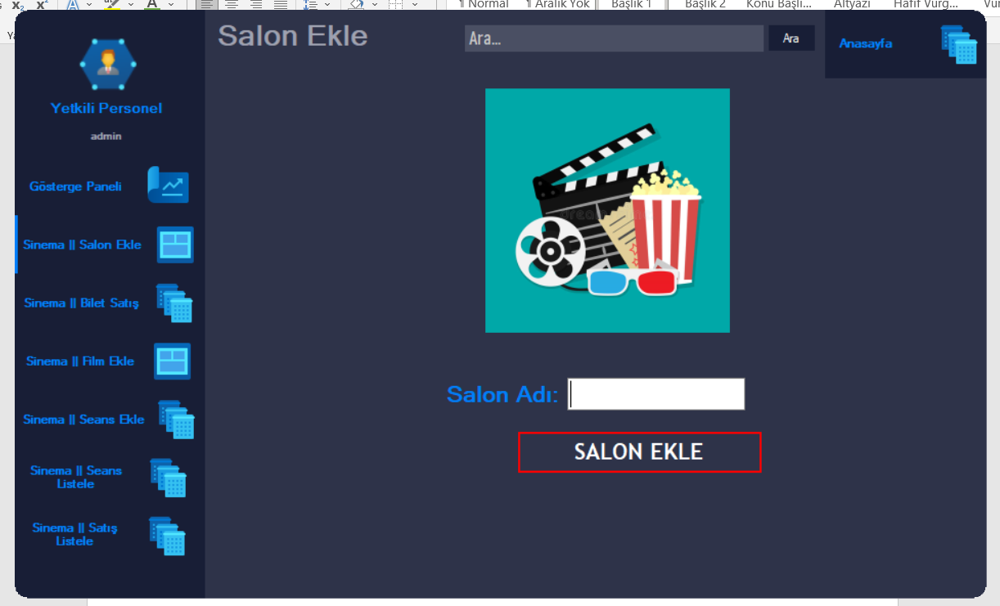 ¶ Normal ¶ Aralık Yok Başlık 1 Başlık 2 Konu Başlı... Altyazı Hafif Vurg...
Salon Ekle
Ara...
Ara
Anasayfa
Yetkili Personel
admin
Gösterge Paneli
Sinema || Salon Ekle
Sinema || Bilet Satış
Sinema || Film Ekle
Sinema || Seans Ekle
Sinema || Seans
Listele
Sinema || Satış
Listele
Salon Adı:
SALON EKLE